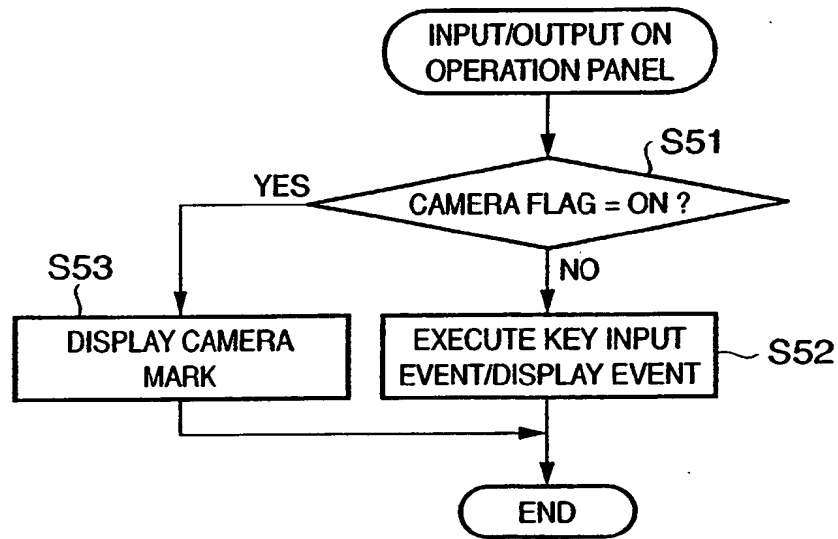 INPUT/OUTPUT ON
OPERATION PANEL
S51
YES
CAMERA FLAG = ON ?
S53
NO
DISPLAY CAMERA
MARK
EXECUTE KEY INPUT
EVENT/DISPLAY EVENT
S52
END